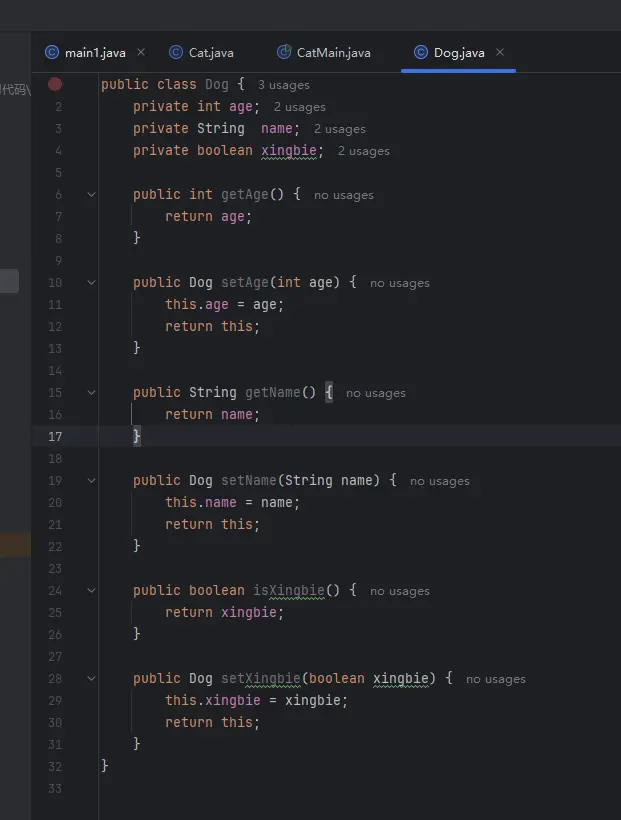 main1.java × Cat.java CatMain.java Dog.java ×
代码\
public class Dog { 3 usages
2 private int age; 2 usages
3 private String  name; 2 usages
4 private boolean xingbie; 2 usages
5
6 public int getAge() { no usages
7 return age;
8 }
9
10 public Dog setAge(int age) { no usages
11 this.age = age;
12 return this;
13 }
14
15 public String getName() { no usages
16 return name;
17 }
18
19 public Dog setName(String name) { no usages
20 this.name = name;
21 return this;
22 }
23
24 public boolean isXingbie() { no usages
25 return xingbie;
26 }
27
28 public Dog setXingbie(boolean xingbie) { no usages
29 this.xingbie = xingbie;
30 return this;
31 }
32 }
33